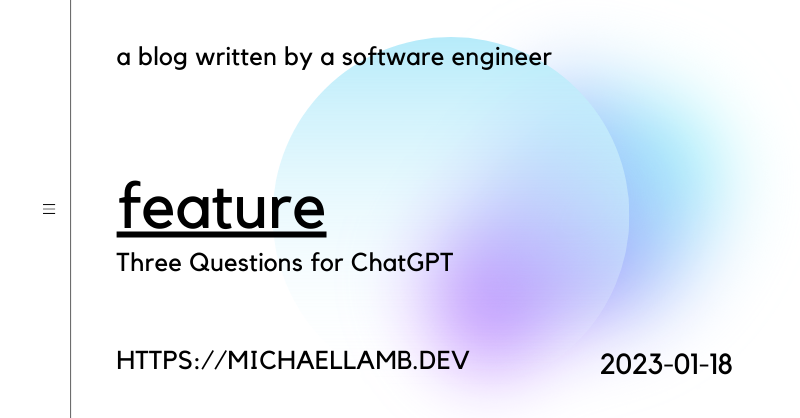 a blog written by a software engineer
feature
Three Questions for ChatGPT
HTTPS://MICHAELLAMB.DEV
2023-01-18